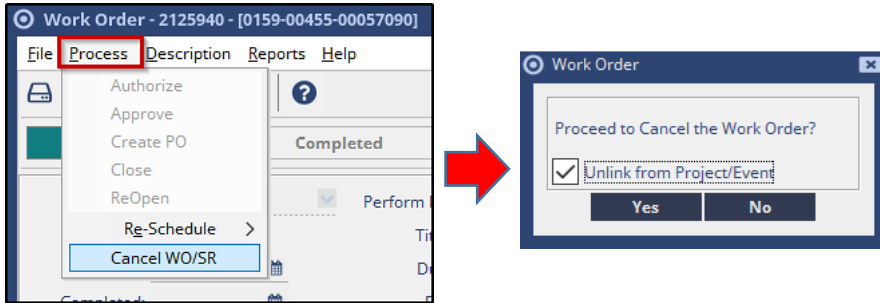 Work Order - 2125940 - [0159-00455-00057090]
File Process Description Reports Help
Authorize
Approve
Create PO
Completed
Close
ReOpen
Perform
Re-Schedule >
Cancel WO/SR
Completed:
Work Order
Proceed to Cancel the Work Order?
Unlink from Project/Event
Yes No